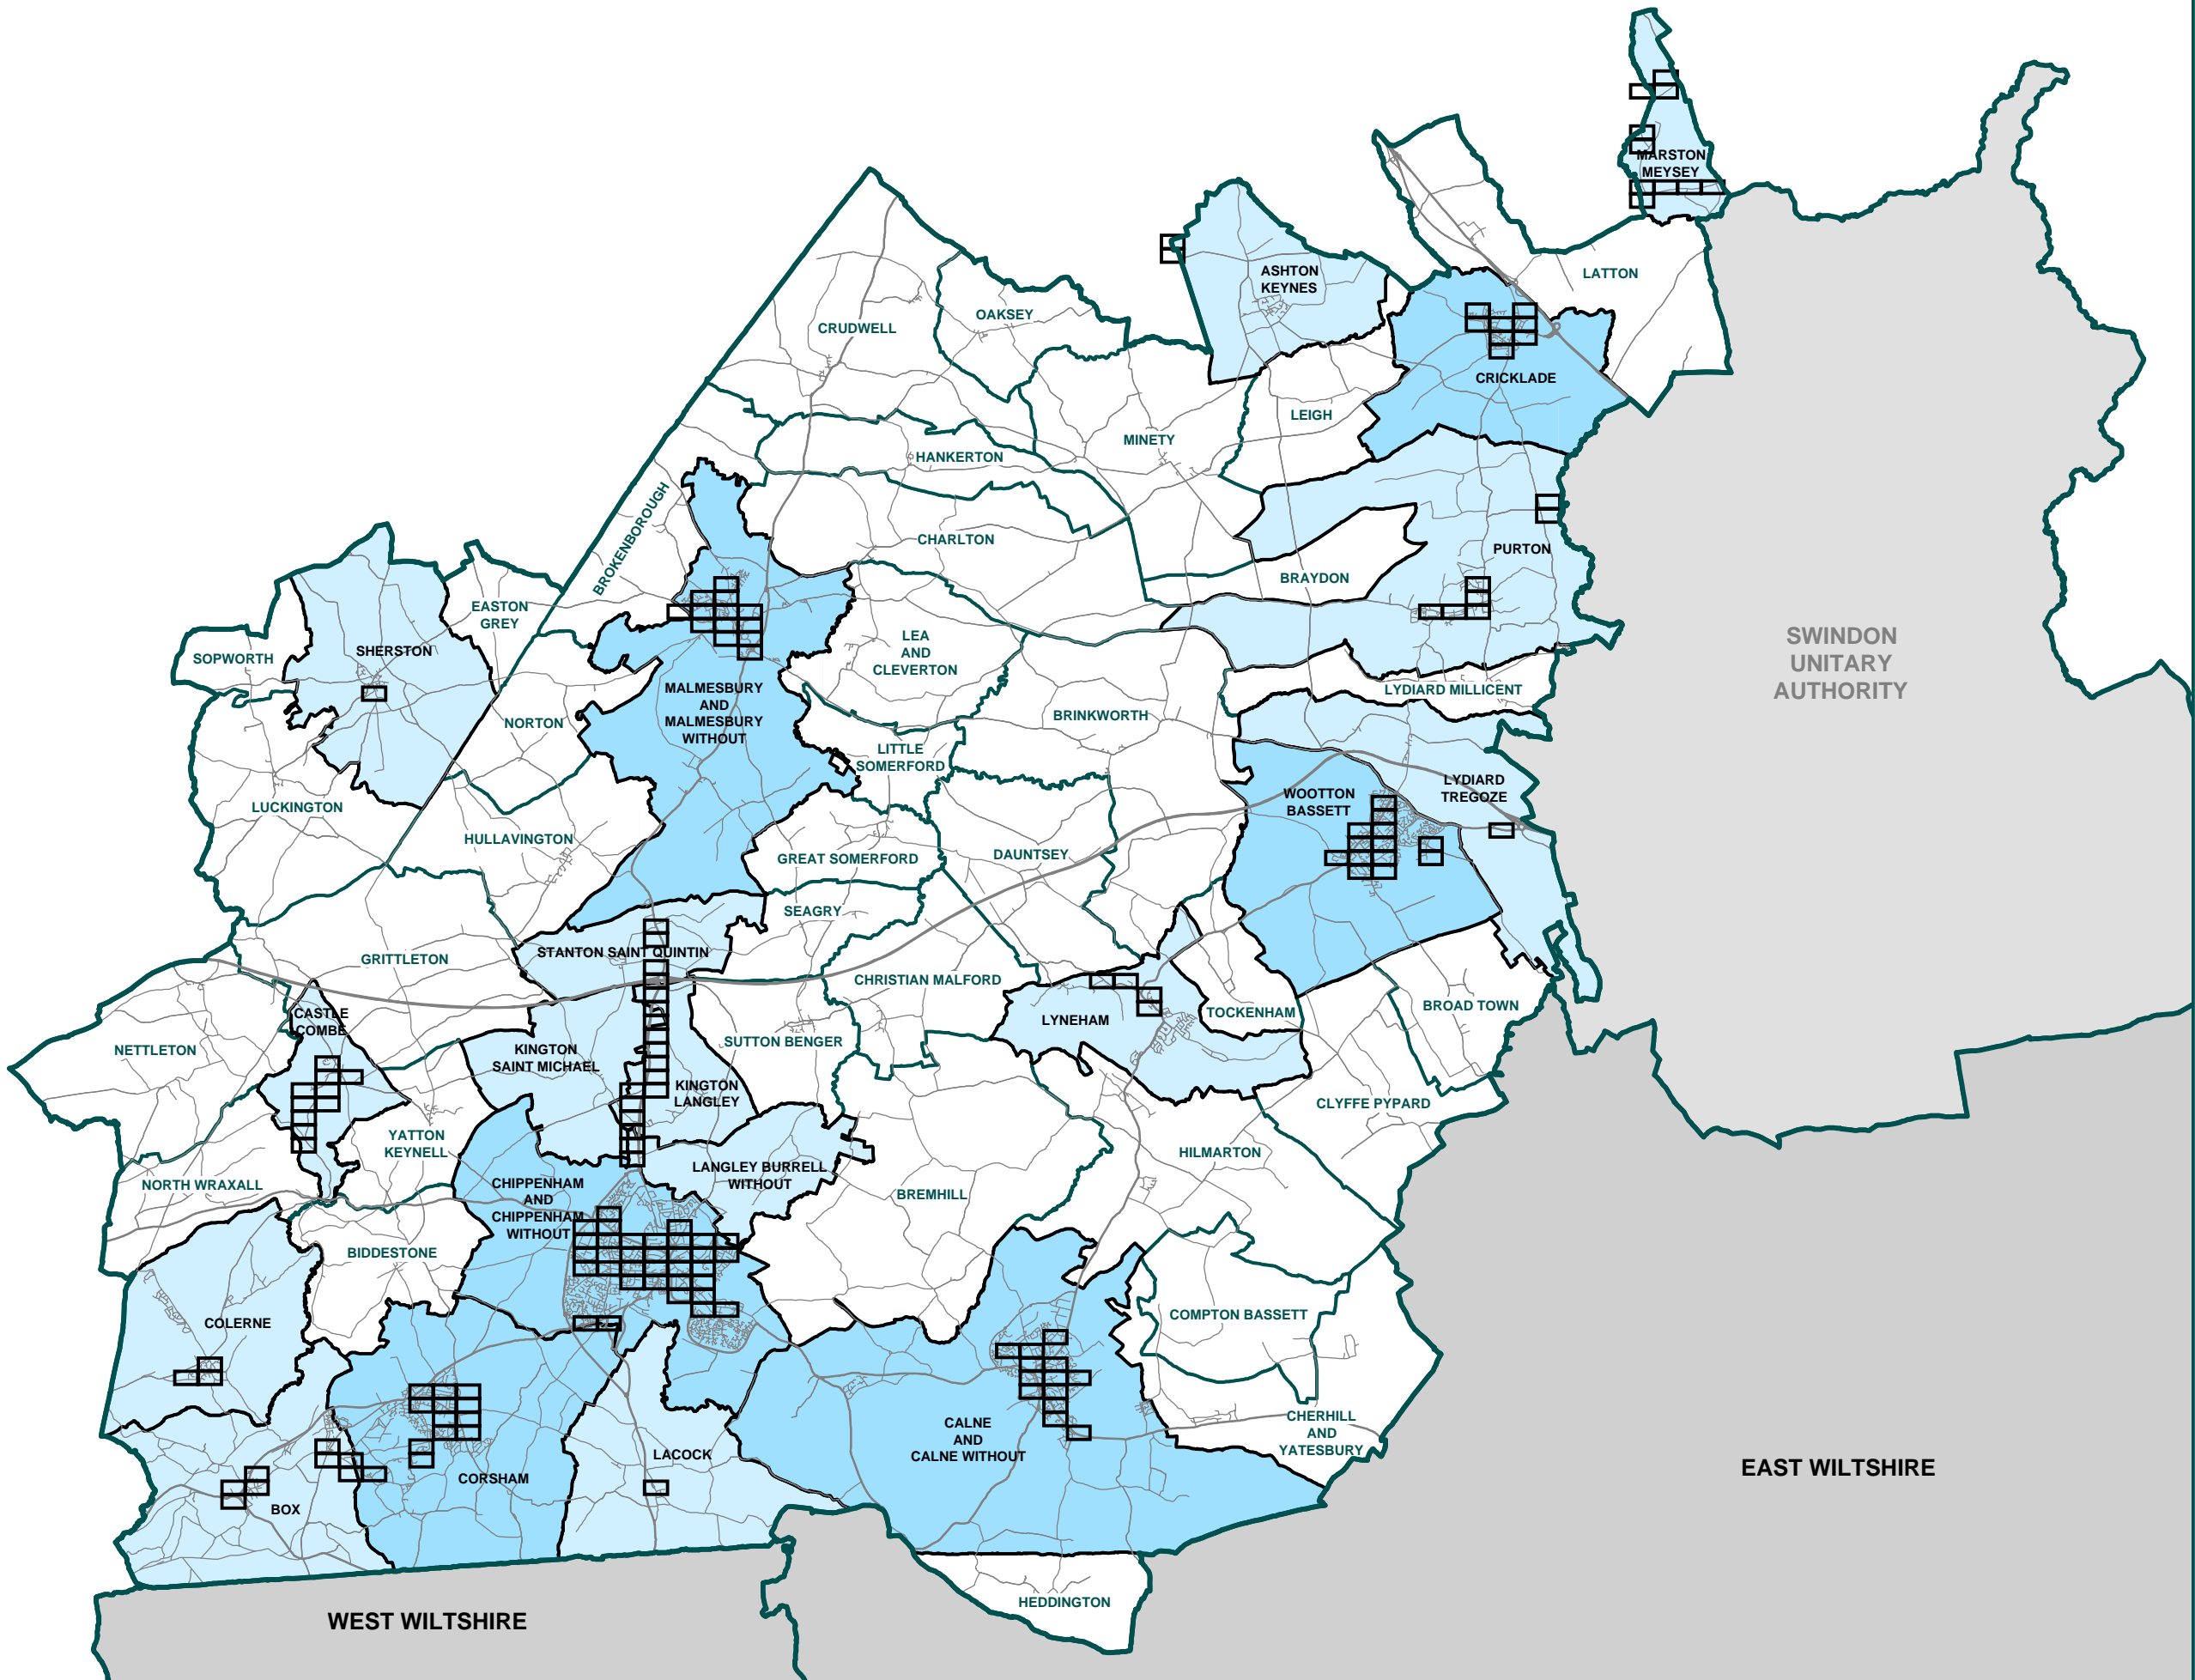 MARSTON
MEYSEY
LATTON
ASHTON
KEYNES
OAKSEY
CRUDWELL
CRICKLADE
LEIGH
MINETY
HANKERTON
BROKENBOROUGH
CHARLTON
PURTON
BRAYDON
EASTON
GREY
SHERSTON
SOPWORTH
LEA
AND
CLEVERTON
SWINDON
UNITARY
AUTHORITY
MALMESBURY
AND
MALMESBURY
WITHOUT
LYDIARD MILLICENT
NORTON
BRINKWORTH
LITTLE
SOMERFORD
LYDIARD
TREGOZE
WOOTTON
BASSETT
LUCKINGTON
HULLAVINGTON
GREAT SOMERFORD
DAUNTSEY
SEAGRY
STANTON SAINT QUINTIN
GRITTLETON
CHRISTIAN MALFORD
BROAD TOWN
TOCKENHAM
LYNEHAM
CASTLE
COMBE
NETTLETON
SUTTON BENGER
KINGTON
SAINT MICHAEL
KINGTON
LANGLEY
CLYFFE PYPARD
YATTON
KEYNELL
HILMARTON
LANGLEY BURRELL
WITHOUT
NORTH WRAXALL
CHIPPENHAM
AND
CHIPPENHAM
WITHOUT
BREMHILL
BIDDESTONE
COMPTON BASSETT
COLERNE
CHERHILL
AND
YATESBURY
CALNE
AND
CALNE WITHOUT
LACOCK
CORSHAM
BOX
EAST WILTSHIRE
HEDDINGTON
WEST WILTSHIRE